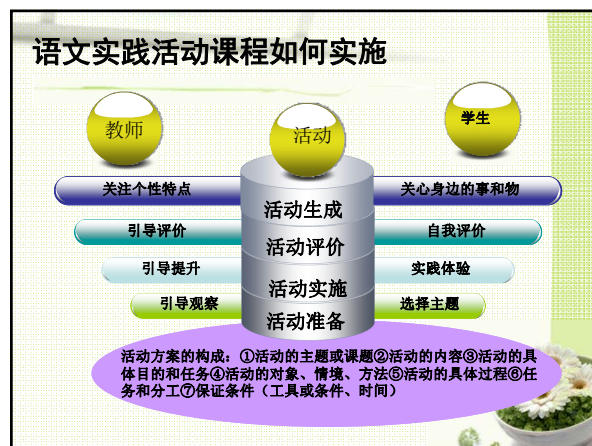 语文实践活动课程如何实施
教师
活动
学生
关注个性特点
活动生成
关心身边的事和物
引导评价
活动评价
自我评价
引导提升
活动实施
实践体验
引导观察
活动准备
选择主题
活动方案的构成：①活动的主题或课题②活动的内容③活动的具
体目的和任务④活动的对象、情境、方法⑤活动的具体过程⑥任
务和分工⑦保证条件（工具或条件、时间）